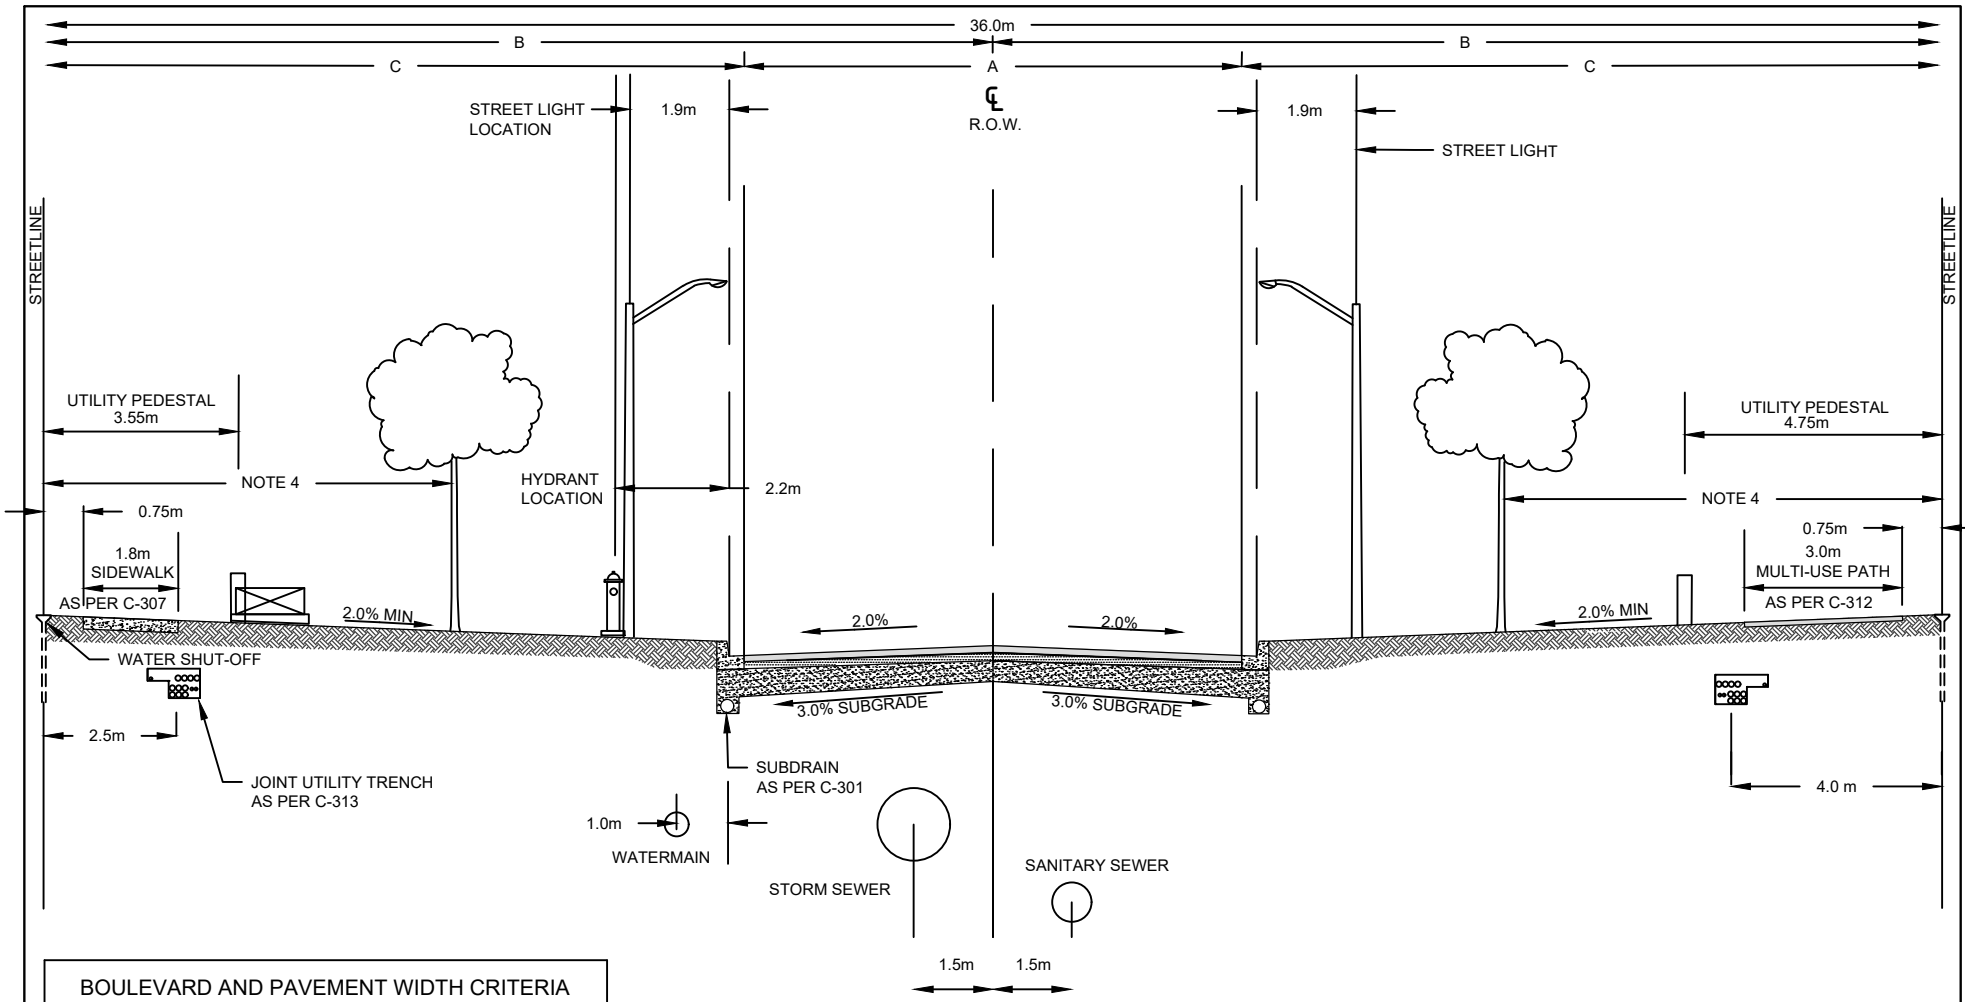 36.0m
B
B
C
A
C
STREET LIGHT
LOCATION
1.9m
℄
R.O.W.
1.9m
STREET LIGHT
STREETLINE
STREETLINE
UTILITY PEDESTAL
3.55m
UTILITY PEDESTAL
4.75m
NOTE 4
HYDRANT
LOCATION
2.2m
NOTE 4
0.75m
0.75m
1.8m
SIDEWALK
AS PER C-307
3.0m
MULTI-USE PATH
AS PER C-312
2.0% MIN
2.0%
2.0%
2.0% MIN
WATER SHUT-OFF
3.0% SUBGRADE
3.0% SUBGRADE
2.5m
JOINT UTILITY TRENCH
AS PER C-313
SUBDRAIN
AS PER C-301
4.0 m
1.0m
WATERMAIN
STORM SEWER
SANITARY SEWER
1.5m
1.5m
BOULEVARD AND PAVEMENT WIDTH CRITERIA